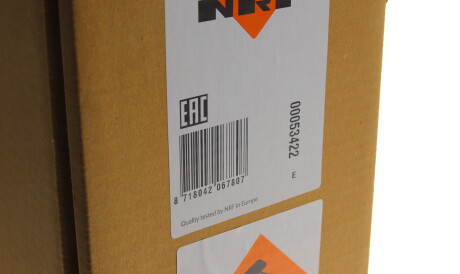 NRF
EAC
00053422
8 718042 067807
E
Quality tested by NRF in Europe